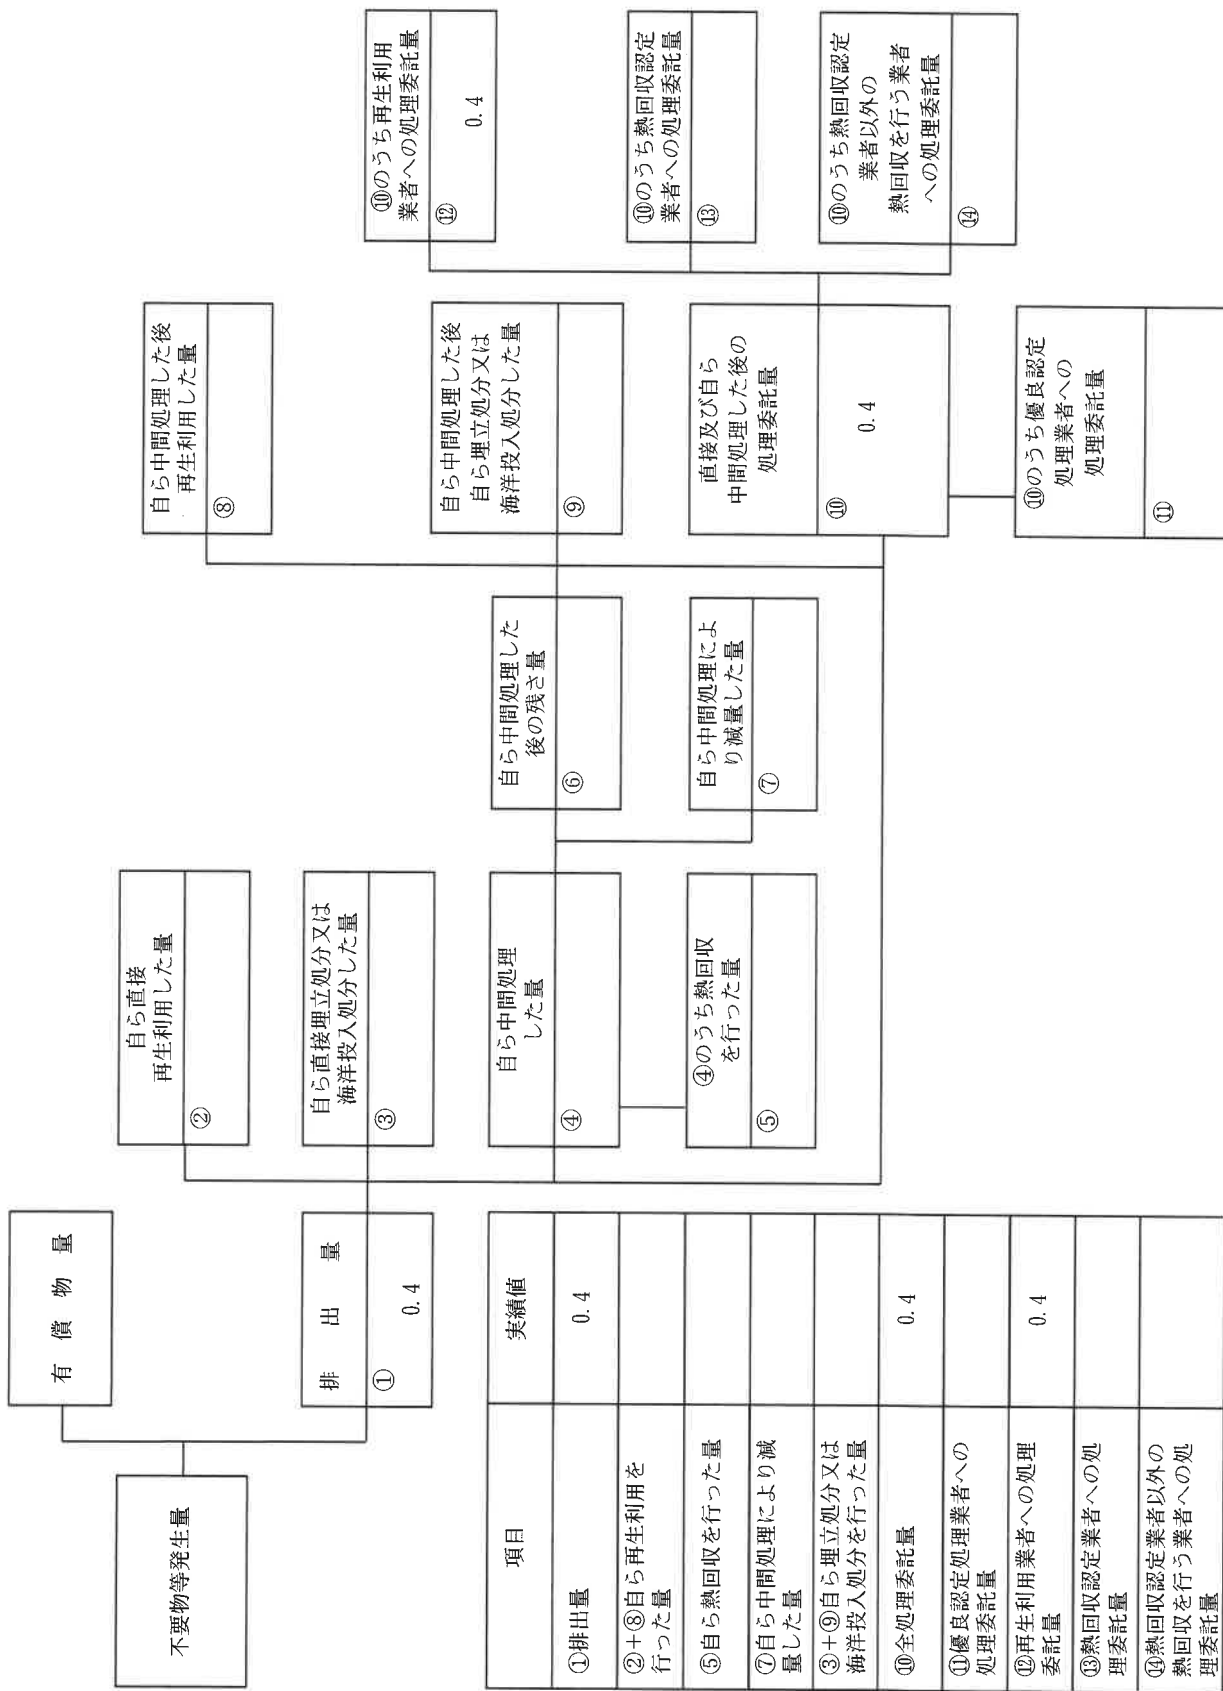 不要物等発生量
有償物量
排出量
①
0.4
自ら直接
再生利用した量
②
自ら直接埋立処分又は
海洋投入処分した量
③
自ら中間処理
した量
④
④のうち熱回収
を行った量
⑤
自ら中間処理した
後の残さ量
⑥
自ら中間処理によ
り減量した量
⑦
自ら中間処理した後
再生利用した量
⑧
自ら中間処理した後
自ら埋立処分又は
海洋投入処分した量
⑨
直接及び自ら
中間処理した後の
処理委託量
⑩
0.4
⑩のうち優良認定
処理業者への
処理委託量
⑪
⑩のうち再生利用
業者への処理委託量
⑫
0.4
⑩のうち熱回収認定
業者への処理委託量
⑬
⑩のうち熱回収認定
業者以外の
熱回収を行う業者
への処理委託量
⑭
項目 実績値
①排出量 0.4
②+⑧自ら再生利用を
行った量
⑤自ら熱回収を行った量
⑦自ら中間処理により減
量した量
③+⑨自ら埋立処分又は
海洋投入処分を行った量
⑩全処理委託量 0.4
⑪優良認定処理業者への
処理委託量
⑫再生利用業者への処理
委託量 0.4
⑬熱回収認定業者への処
理委託量
⑭熱回収認定業者以外の
熱回収を行う業者への処
理委託量